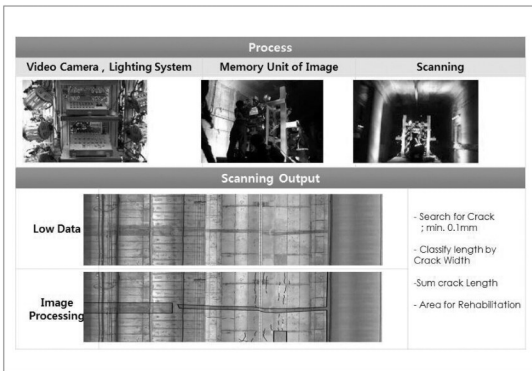 Process
Video Camera , Lighting System
Memory Unit of Image
Scanning
Scanning Output
Low Data
- Search for Crack
; min. 0.1mm
- Classify length by
Crack Width
-Sum crack Length
- Area for Rehabilitation
Image
Processing